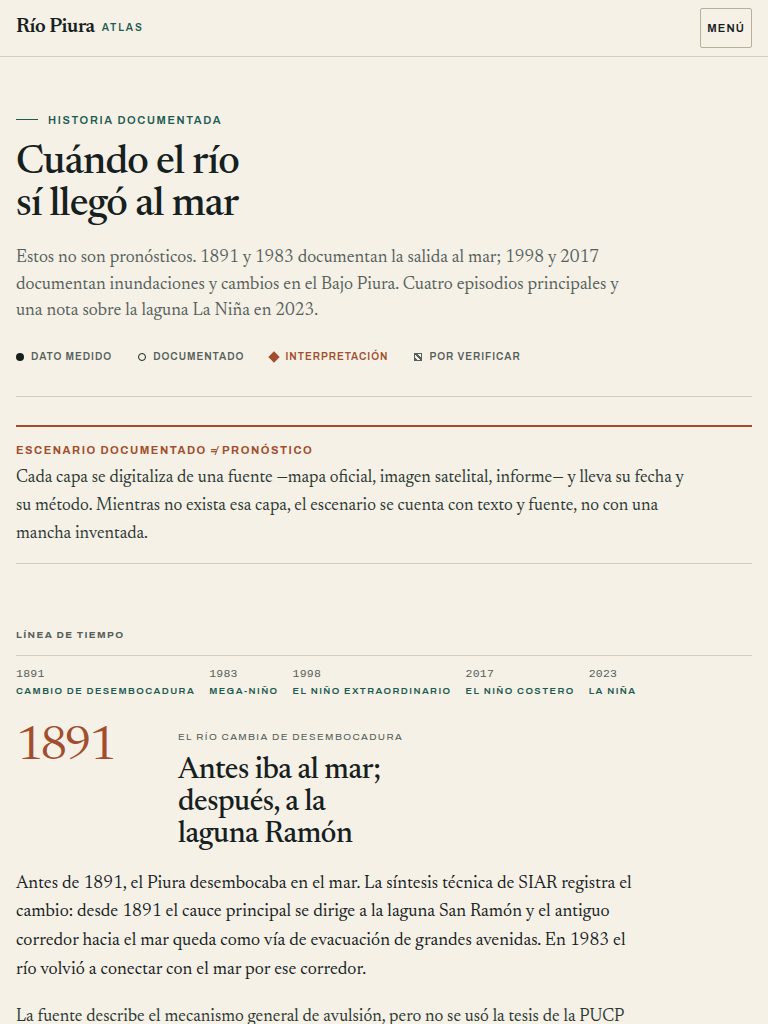 Río Piura ATLAS
MENÚ
HISTORIA DOCUMENTADA
Cuándo el río
sí llegó al mar
Estos no son pronósticos. 1891 y 1983 documentan la salida al mar; 1998 y 2017
documentan inundaciones y cambios en el Bajo Piura. Cuatro episodios principales y
una nota sobre la laguna La Niña en 2023.
DATO MEDIDO
DOCUMENTADO
INTERPRETACIÓN
POR VERIFICAR
ESCENARIO DOCUMENTADO ≠ PRONÓSTICO
Cada capa se digitaliza de una fuente —mapa oficial, imagen satelital, informe— y lleva su fecha y
su método. Mientras no exista esa capa, el escenario se cuenta con texto y fuente, no con una
mancha inventada.
LÍNEA DE TIEMPO
1891
CAMBIO DE DESEMBOCADURA
1983
MEGA-NIÑO
1998
EL NIÑO EXTRAORDINARIO
2017
EL NIÑO COSTERO
2023
LA NIÑA
1891
EL RÍO CAMBIA DE DESEMBOCADURA
Antes iba al mar;
después, a la
laguna Ramón
Antes de 1891, el Piura desembocaba en el mar. La síntesis técnica de SIAR registra el
cambio: desde 1891 el cauce principal se dirige a la laguna San Ramón y el antiguo
corredor hacia el mar queda como vía de evacuación de grandes avenidas. En 1983 el
río volvió a conectar con el mar por ese corredor.
La fuente describe el mecanismo general de avulsión, pero no se usó la tesis de la PUCP